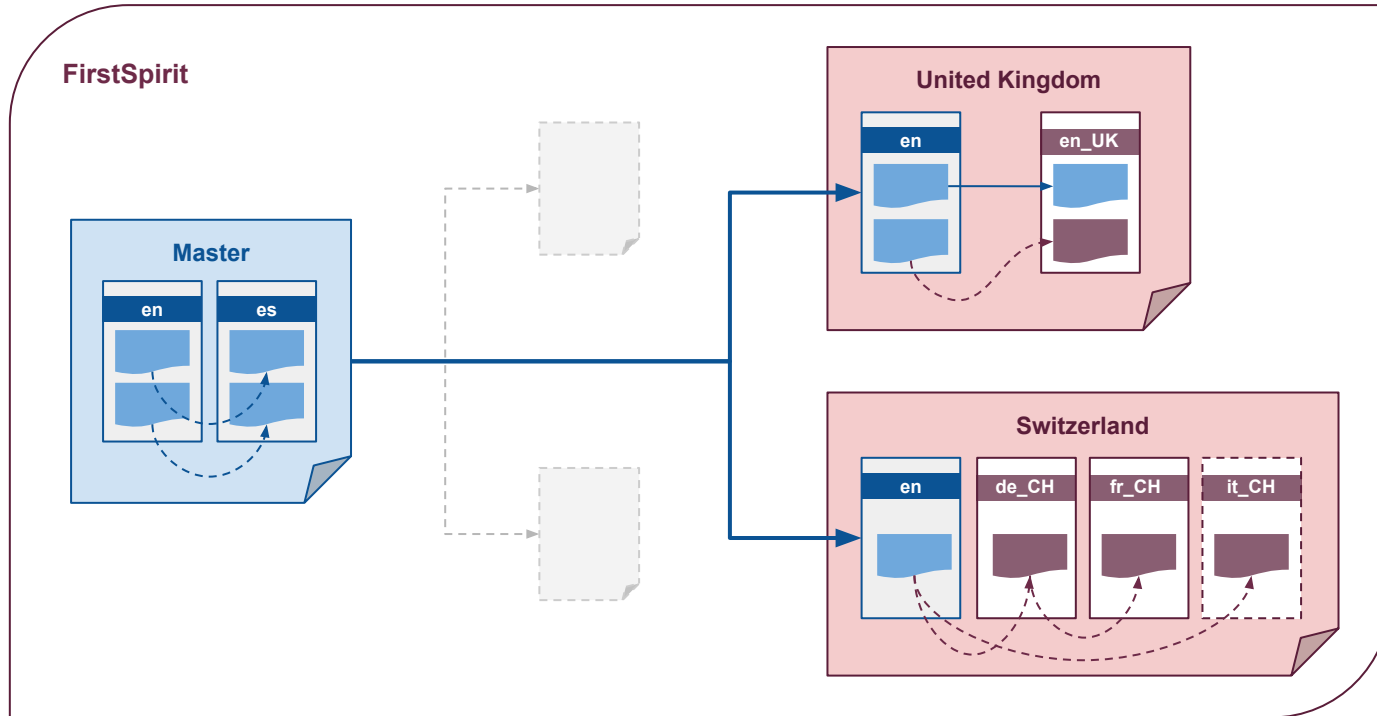 FirstSpirit
United Kingdom
en
en_UK
Master
en
es
Switzerland
en
de_CH
fr_CH
it_CH